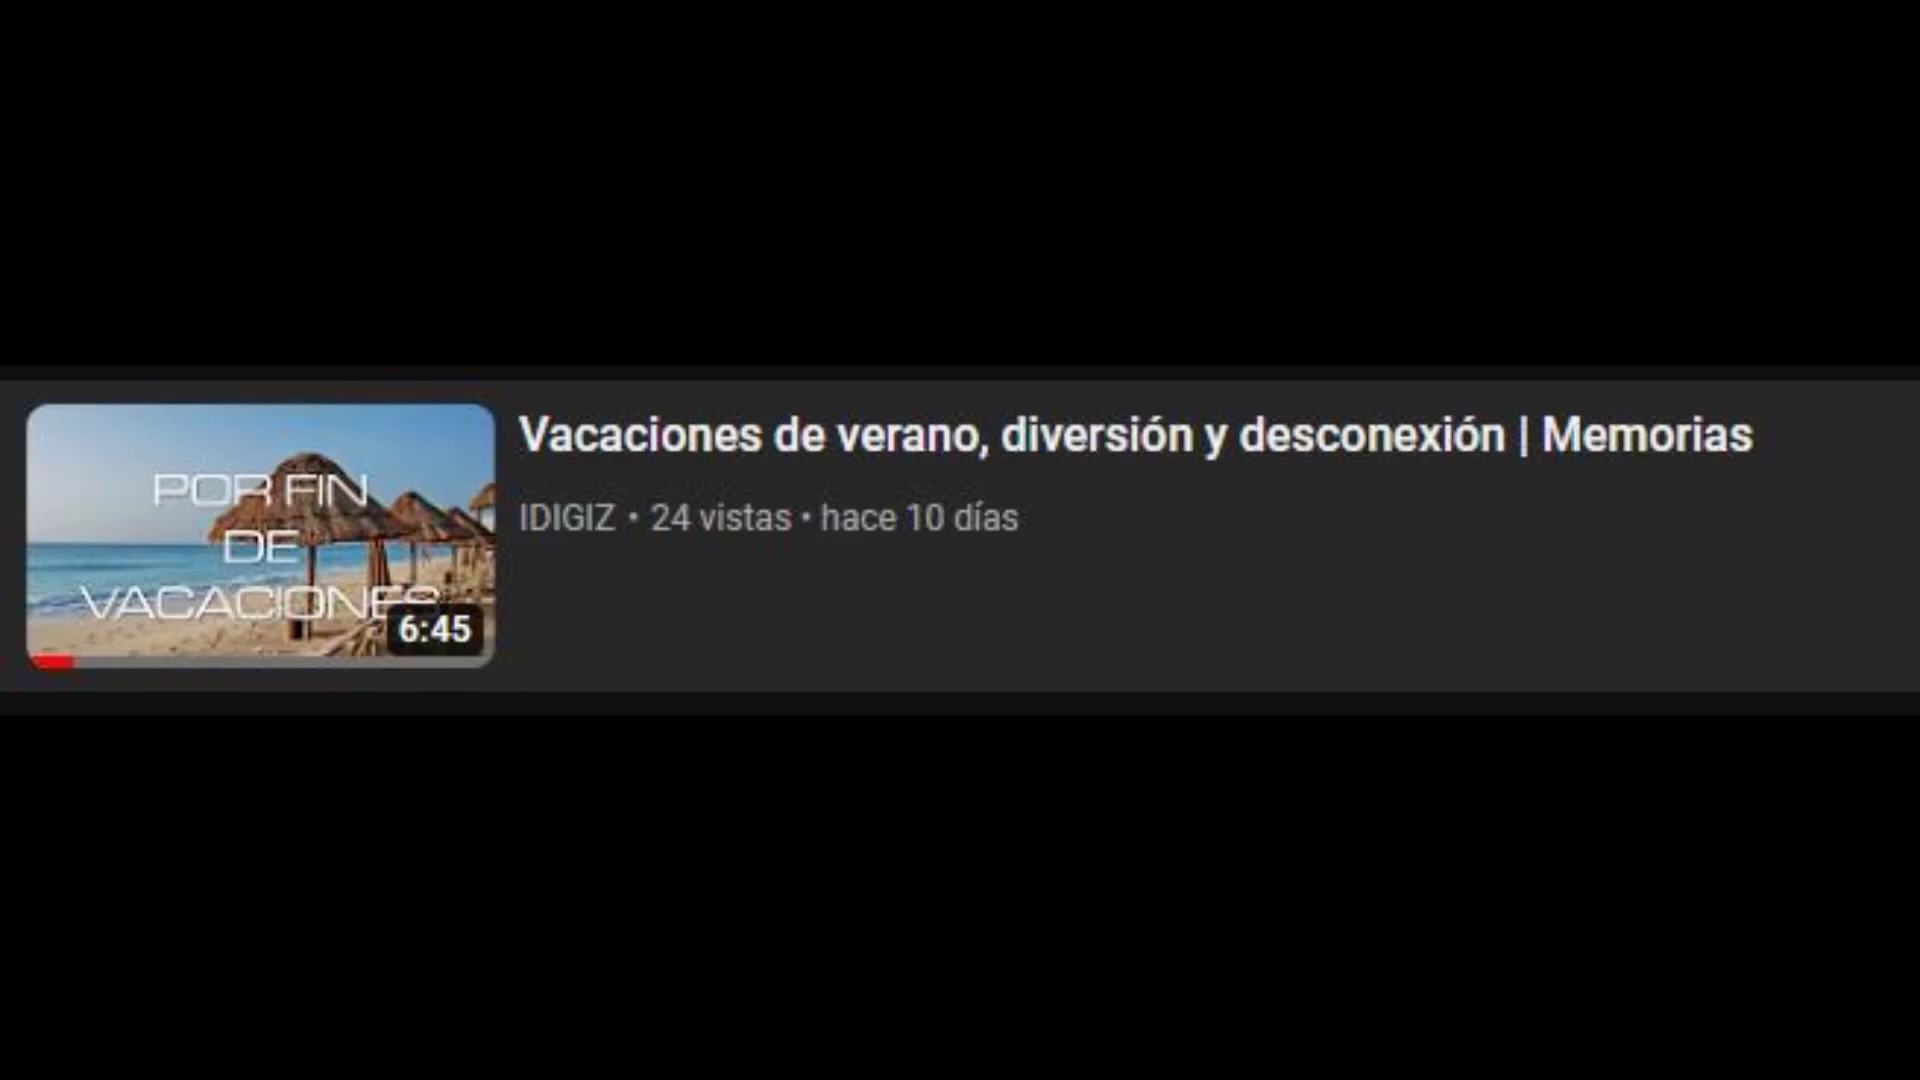 POR FIN
DE
VACACIONES
6:45
Vacaciones de verano, diversión y desconexión | Memorias
IDIGIZ • 24 vistas • hace 10 días